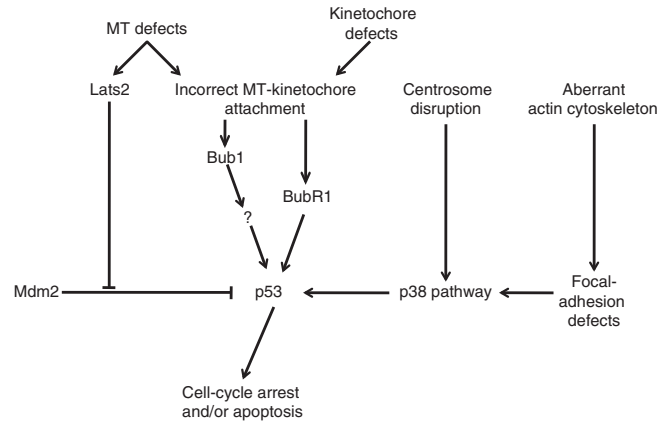 MT defects
Kinetochore
defects
Lats2
Incorrect MT-kinetochore
attachment
Centrosome
disruption
Aberrant
actin cytoskeleton
Bub1
BubR1
?
Mdm2
p53
p38 pathway
Focal-
adhesion
defects
Cell-cycle arrest
and/or apoptosis